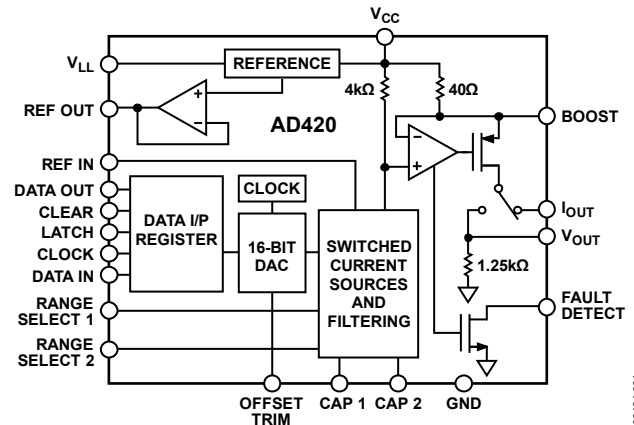 VCC
VLL
REFERENCE
4kΩ
40Ω
REF OUT
AD420
BOOST
REF IN
DATA OUT
CLEAR
LATCH
CLOCK
DATA IN
DATA I/P
REGISTER
CLOCK
16-BIT
DAC
SWITCHED
CURRENT
SOURCES
AND
FILTERING
IOUT
VOUT
1.25kΩ
RANGE
SELECT 1
RANGE
SELECT 2
FAULT
DETECT
OFFSET
TRIM
CAP 1
CAP 2
GND